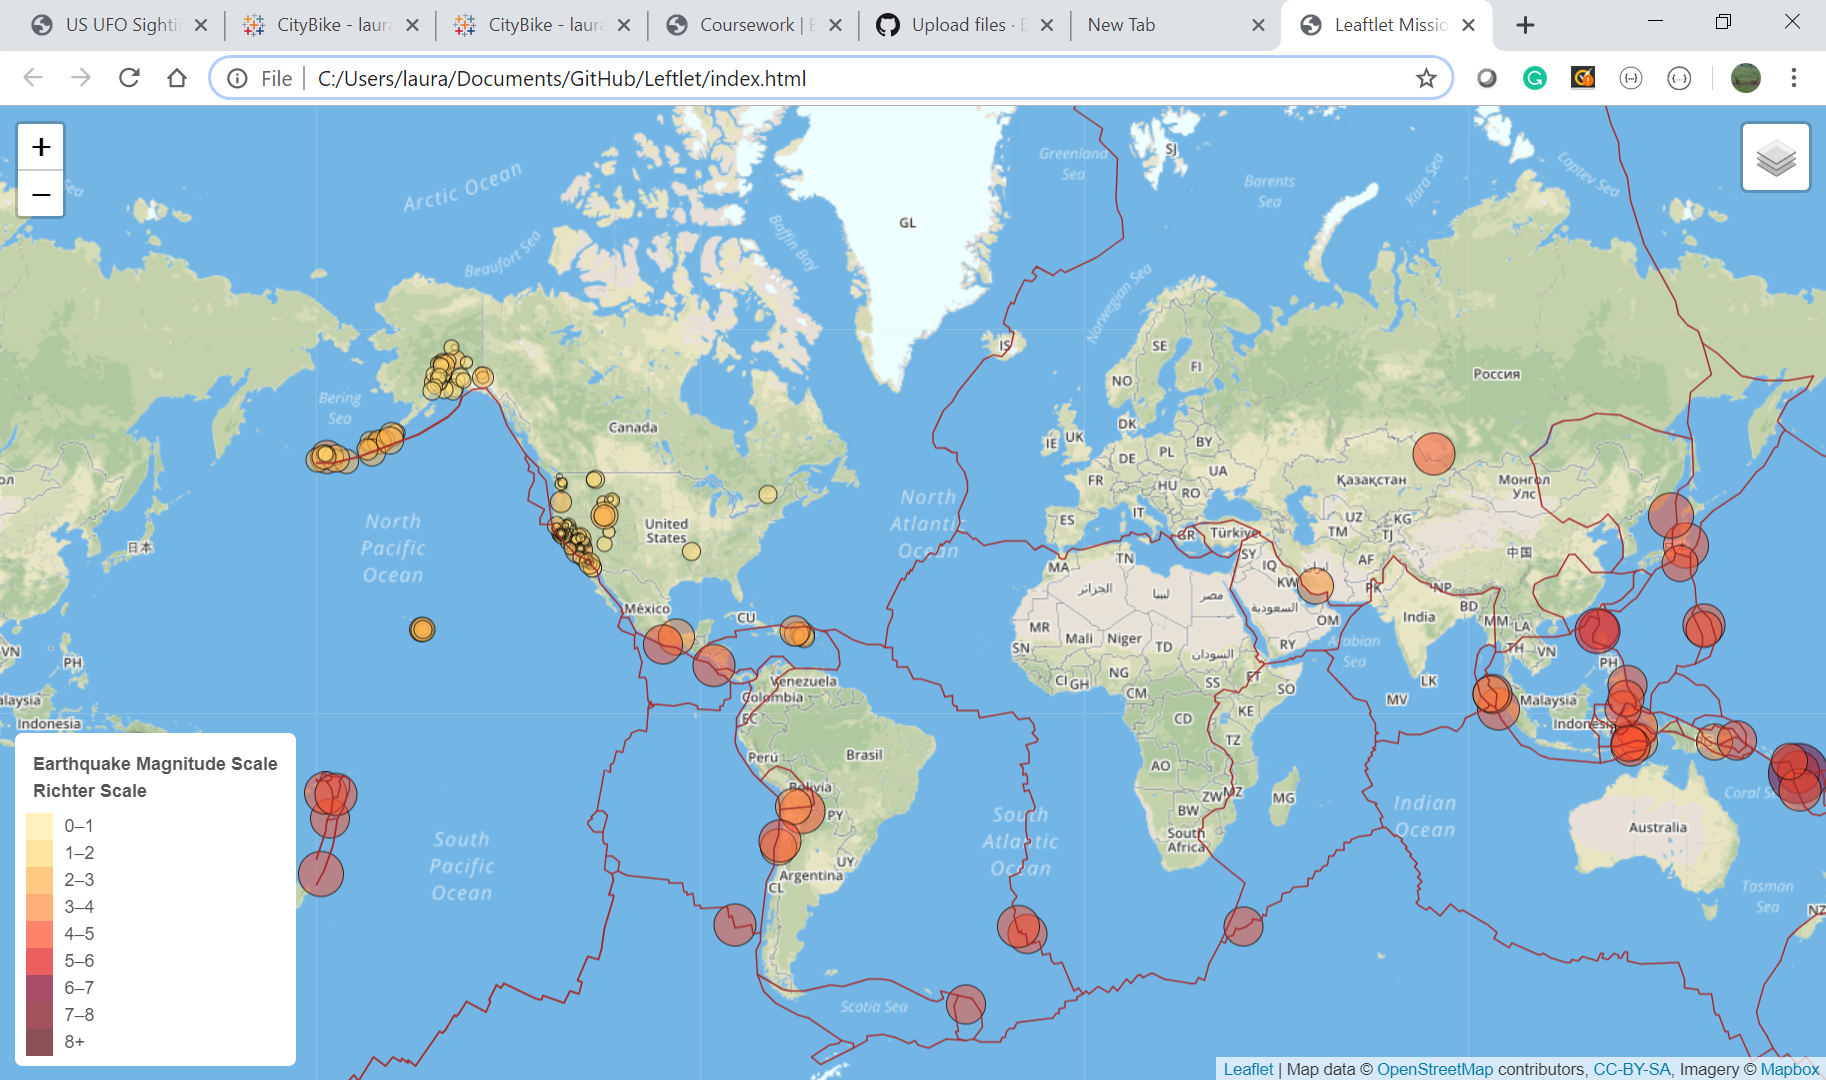 US UFO Sighti
CityBike - laura
CityBike - laura
Coursework | B
Upload files · D
New Tab
Leaftlet Missio
File
C:/Users/laura/Documents/GitHub/Leftlet/index.html
+
−
Sea
Arctic Ocean
Beaufort Sea
Baffin Bay
GL
Greenland
Sea
SJ
Barents
Sea
Kara Sea
Laptev Sea
Norwegian Sea
IS
SE
FI
NO
Россия
Bering
Sea
Canada
DK
IE
UK
BY
DE
PL
UA
FR
HU
RO
Қазақстан
Монгол
Улс
North
Pacific
Ocean
United
States
North
Atlantic
Ocean
ES
IT
GR
Türkiye
UZ
KG
TM
TJ
日本
中国
MA
TN
SY
IQ
AF
ایران
KW
PK
NP
الجزائر
ليبيا
مصر
السعودية
BD
India
México
CU
MR
Mali
Niger
TD
السودان
OM
RY
Arabian
Sea
MM
LA
TH
VN
VN
PH
PH
SN
CI
GH
NG
CM
SS
ET
SO
LK
MV
Venezuela
Colombia
EC
CD
KE
TZ
Malaysia
Indonesia
alaysia
Indonesia
Perú
Brasil
Bolivia
PY
AO
ZW
MZ
BW
MG
South
Africa
UY
Argentina
CL
South
Pacific
Ocean
South
Atlantic
Ocean
Indian
Ocean
Coral S
Australia
Tasman
Sea
NZ
Scotia Sea
Earthquake Magnitude Scale
Richter Scale
0–1
1–2
2–3
3–4
4–5
5–6
6–7
7–8
8+
Leaflet | Map data © OpenStreetMap contributors, CC-BY-SA, Imagery © Mapbox